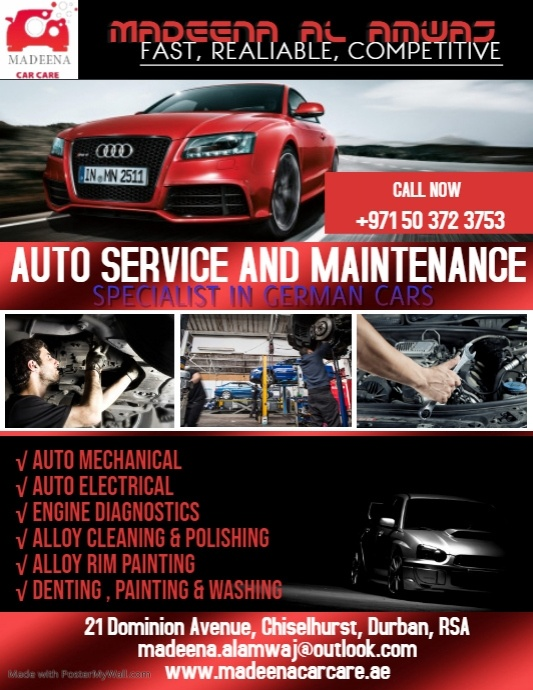 MADEENA
CAR CARE
MADEENA AL AMWAJ
FAST, REALIABLE, COMPETITIVE
IN MN 2511
CALL NOW
+971 50 372 3753
AUTO SERVICE AND MAINTENANCE
SPECIALIST IN GERMAN CARS
√ AUTO MECHANICAL
√ AUTO ELECTRICAL
√ ENGINE DIAGNOSTICS
√ ALLOY CLEANING & POLISHING
√ ALLOY RIM PAINTING
√ DENTING , PAINTING & WASHING
21 Dominion Avenue, Chiselhurst, Durban, RSA
madeena.alamwaj@outlook.com
Made with PosterMyWall.com
www.madeenacarcare.ae